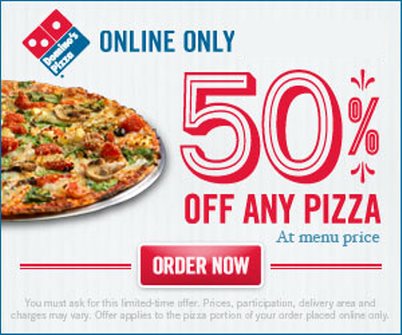 Domino's
Pizza
ONLINE ONLY
50%
OFF ANY PIZZA
At menu price
ORDER NOW
You must ask for this limited-time offer. Prices, participation, delivery area and
charges may vary. Offer applies to the pizza portion of your order placed online only.